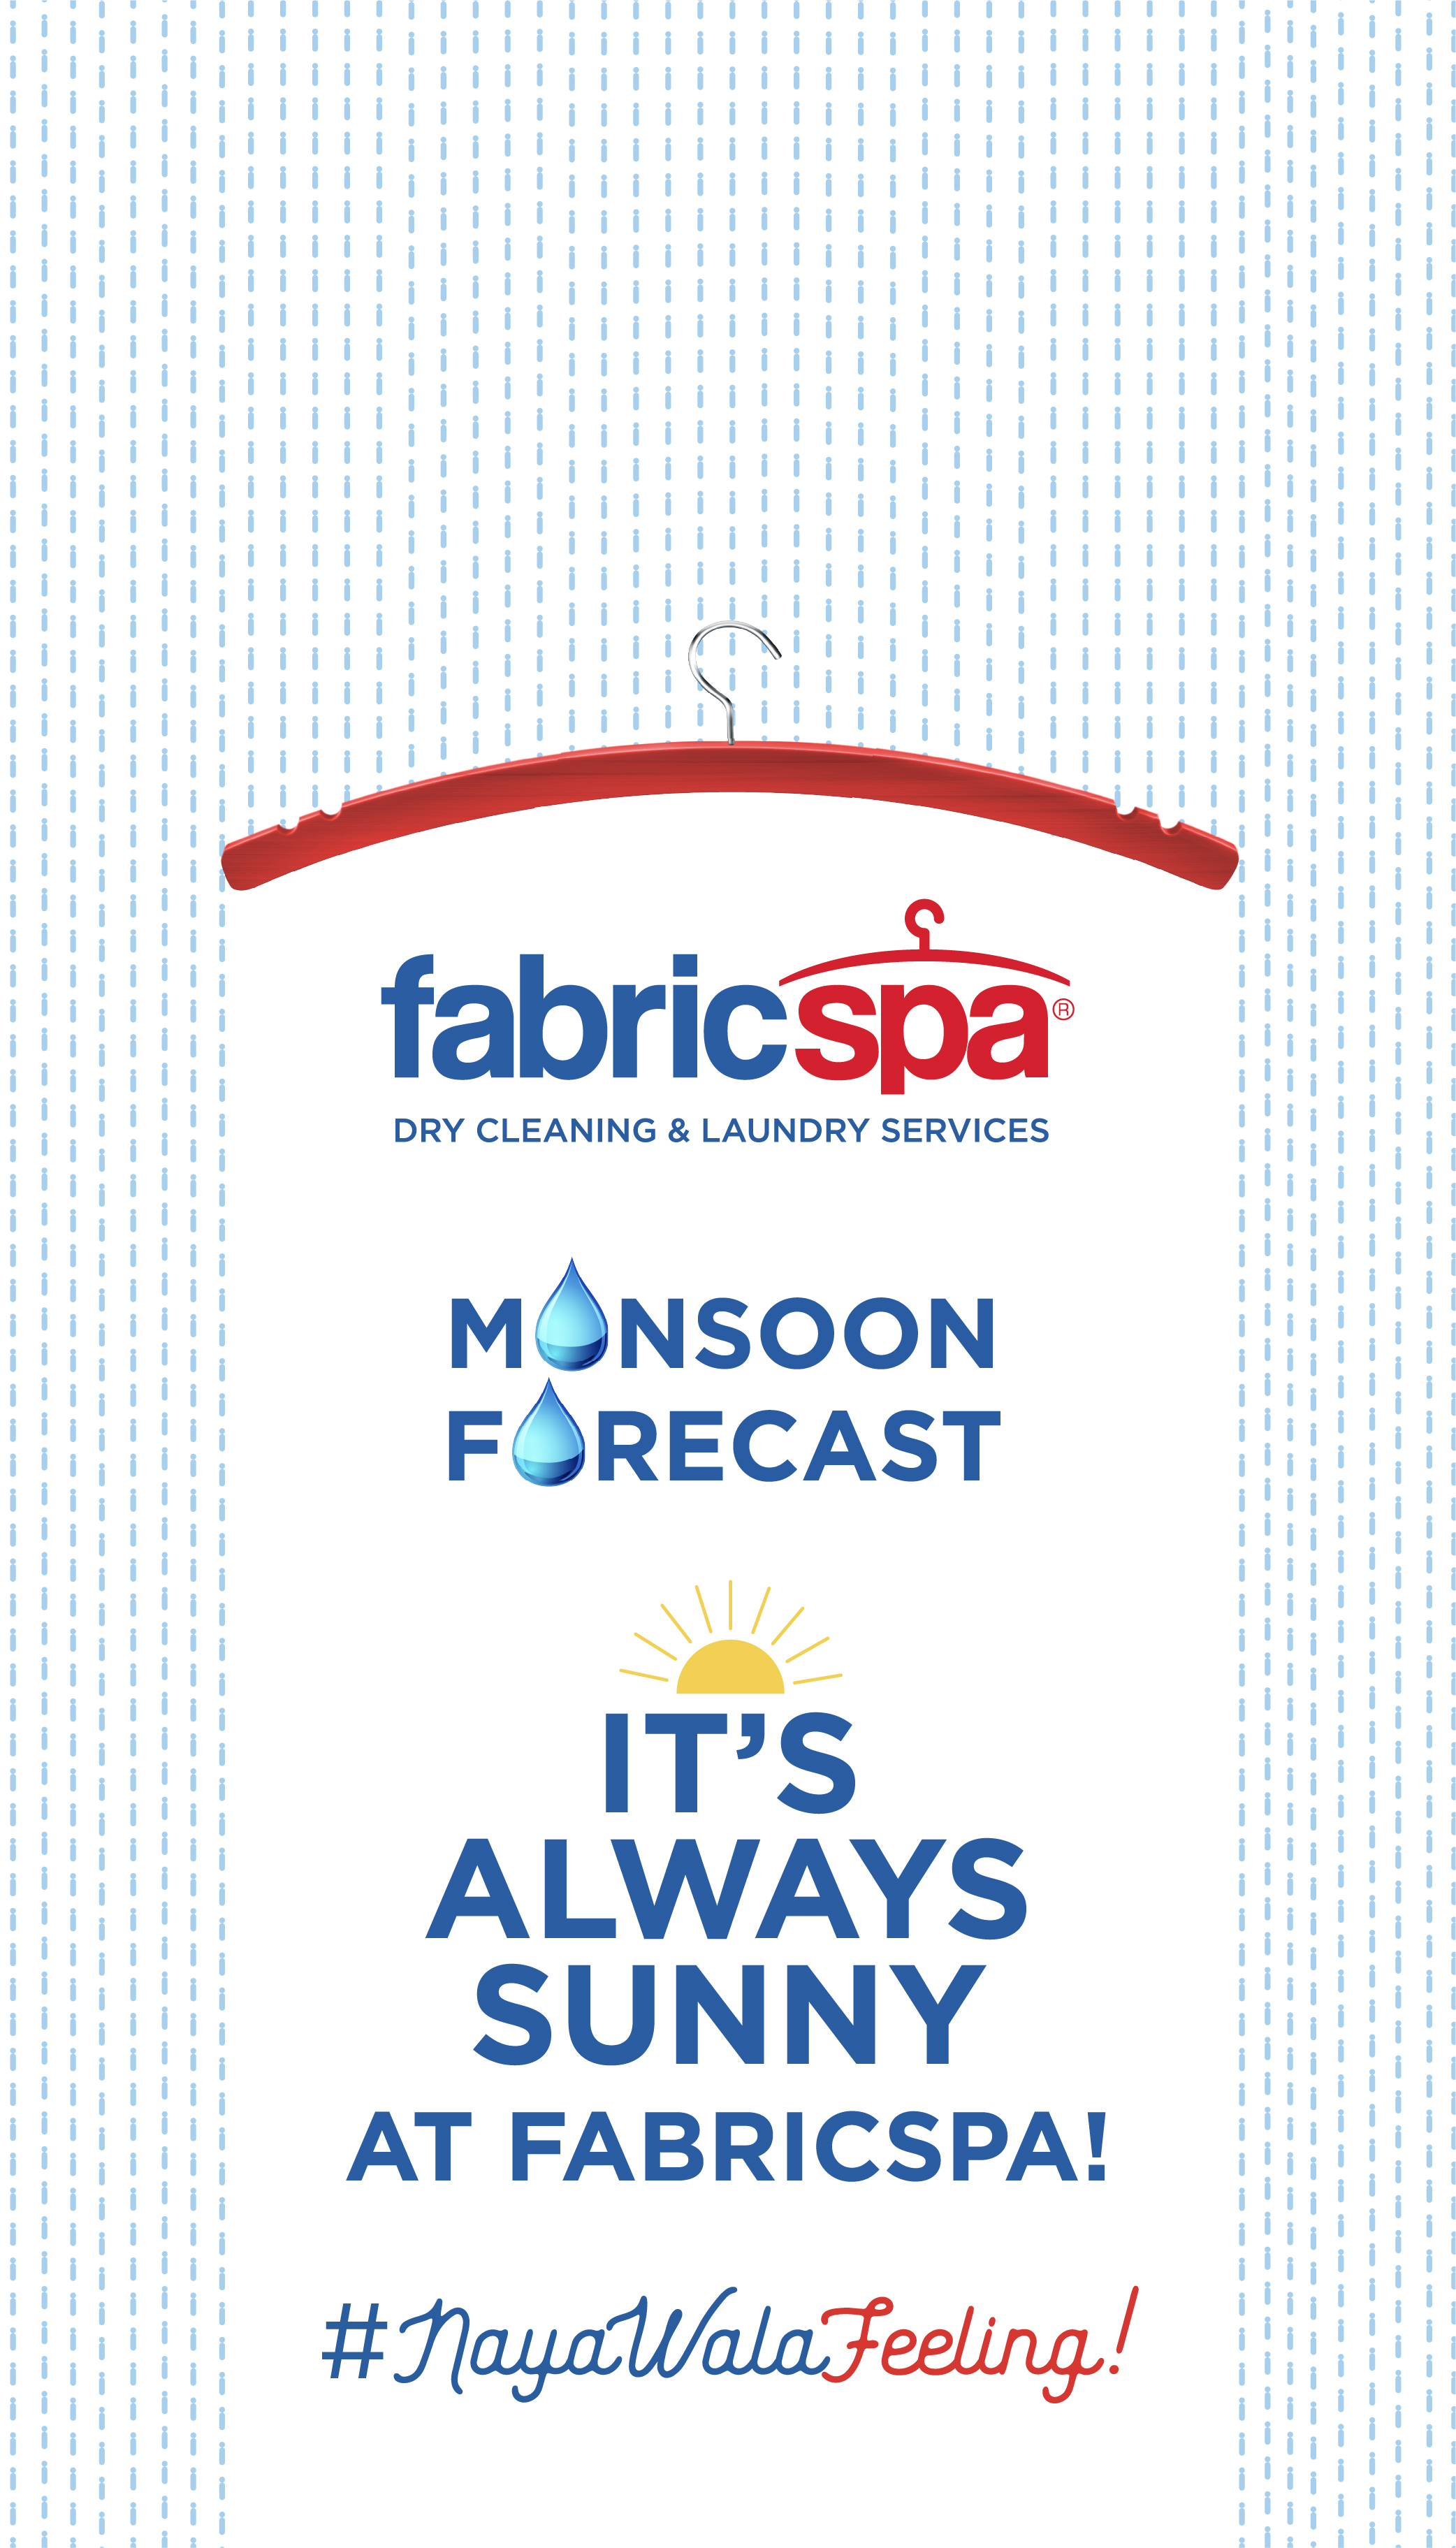 fabricspa®
DRY CLEANING & LAUNDRY SERVICES
MONSOON
FORECAST
IT’S
ALWAYS
SUNNY
AT FABRICSPA!
#NayaWalaFeeling!